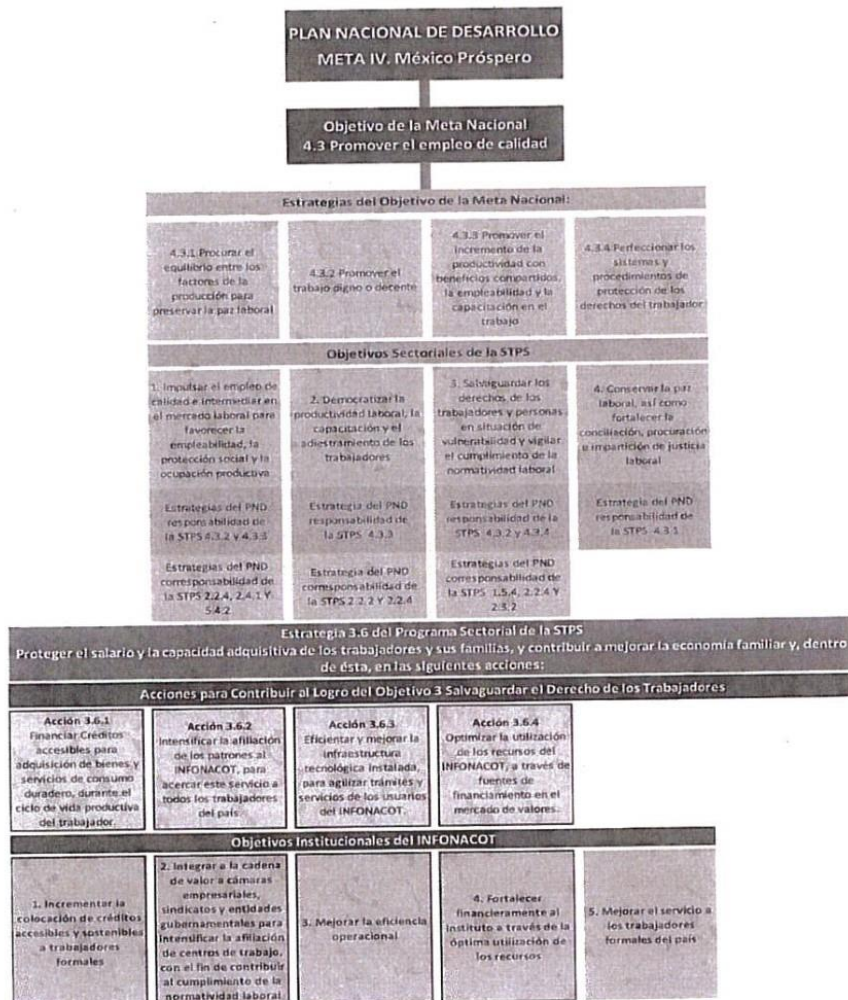 PLAN NACIONAL DE DESARROLLO
META IV. México Próspero
Objetivo de la Meta Nacional
4.3 Promover el empleo de calidad
Estrategias del Objetivo de la Meta Nacional:
4.3.1 Procurar el
equilibrio entre los
factores de la
producción para
preservar la paz laboral
4.3.2 Promover el
trabajo digno o decente
4.3.3 Promover el
incremento de la
productividad con
beneficios compartidos,
la empleabilidad y la
capacitación en el
trabajo
4.3.4 Perfeccionar los
sistemas y
procedimientos de
protección de los
derechos del trabajador
Objetivos Sectoriales de la STPS
1. Impulsar el empleo de
calidad e intermediar en
el mercado laboral para
favorecer la
empleabilidad, la
protección social y la
ocupación productiva
2. Democratizar la
productividad laboral, la
capacitación y el
adiestramiento de los
trabajadores
3. Salvaguardar los
derechos de los
trabajadores y personas
en situación de
vulnerabilidad y vigilar
el cumplimiento de la
normatividad laboral
4. Conservar la paz
laboral, así como
fortalecer la
conciliación, procuración
e impartición de justicia
laboral
Estrategias del PND
responsabilidad de
la STPS 4.3.2 y 4.3.3
Estrategia del PND
responsabilidad de
la STPS 4.3.3
Estrategias del PND
responsabilidad de la
STPS 4.3.2 y 4.3.4
Estrategia del PND
responsabilidad de
la STPS 4.3.1
Estrategias del PND
corresponsabilidad de
la STPS 2.2.4, 2.4.1 Y
5.4.2
Estrategia del PND
corresponsabilidad de
la STPS 2.2.2 Y 2.2.4
Estrategias del PND
corresponsabilidad de
la STPS 1.5.4, 2.2.4 Y
2.3.2
Estrategia 3.6 del Programa Sectorial de la STPS
Proteger el salario y la capacidad adquisitiva de los trabajadores y sus familias, y contribuir a mejorar la economía familiar y, dentro
de ésta, en las siguientes acciones:
Acciones para Contribuir al Logro del Objetivo 3 Salvaguardar el Derecho de los Trabajadores
Acción 3.6.1
Financiar Créditos
accesibles para
adquisición de bienes y
servicios de consumo
duradero, durante el
ciclo de vida productiva
del trabajador.
Acción 3.6.2
Intensificar la afiliación
de los patrones al
INFONACOT, para
acercar este servicio a
todos los trabajadores
del país.
Acción 3.6.3
Eficientar y mejorar la
infraestructura
tecnológica instalada,
para agilizar trámites y
servicios de los usuarios
del INFONACOT.
Acción 3.6.4
Optimizar la utilización
de los recursos del
INFONACOT, a través de
fuentes de
financiamiento en el
mercado de valores.
Objetivos Institucionales del INFONACOT
1. Incrementar la
colocación de créditos
accesibles y sostenibles
a trabajadores
formales
2. Integrar a la cadena
de valor a cámaras
empresariales,
sindicatos y entidades
gubernamentales para
intensificar la afiliación
de centros de trabajo,
con el fin de contribuir
al cumplimiento de la
normatividad laboral
3. Mejorar la eficiencia
operacional
4. Fortalecer
financieramente al
Instituto a través de la
óptima utilización de
los recursos
5. Mejorar el servicio a
los trabajadores
formales del país